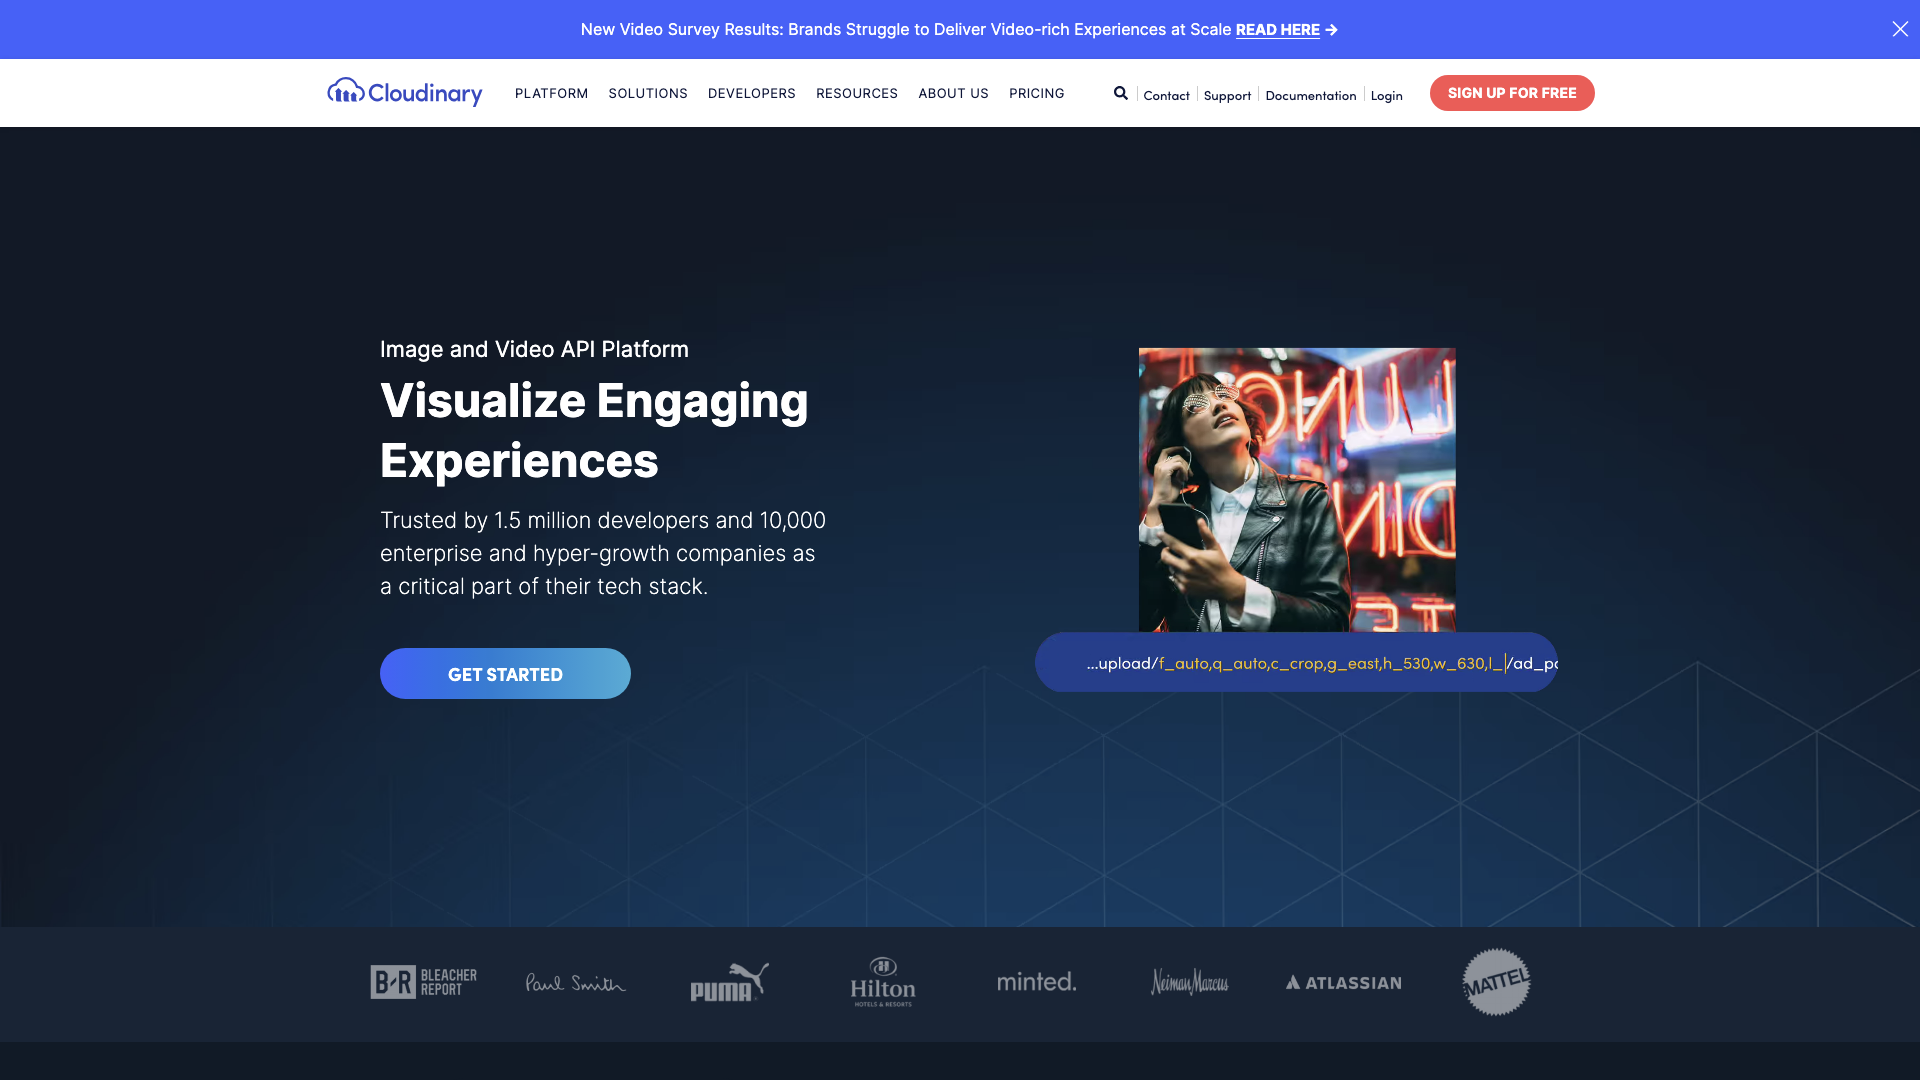 New Video Survey Results: Brands Struggle to Deliver Video-rich Experiences at Scale READ HERE →
Cloudinary
PLATFORM SOLUTIONS DEVELOPERS RESOURCES ABOUT US PRICING
Contact Support Documentation Login
SIGN UP FOR FREE
Image and Video API Platform
Visualize Engaging
Experiences
Trusted by 1.5 million developers and 10,000
enterprise and hyper-growth companies as
a critical part of their tech stack.
GET STARTED
...upload/f_auto,q_auto,c_crop,g_east,h_530,w_630,l_/ad_po
B/R BLEACHER
REPORT
Paul Smith
PUMA
Hilton
HOTELS & RESORTS
minted.
Neiman Marcus
ATLASSIAN
MATTEL